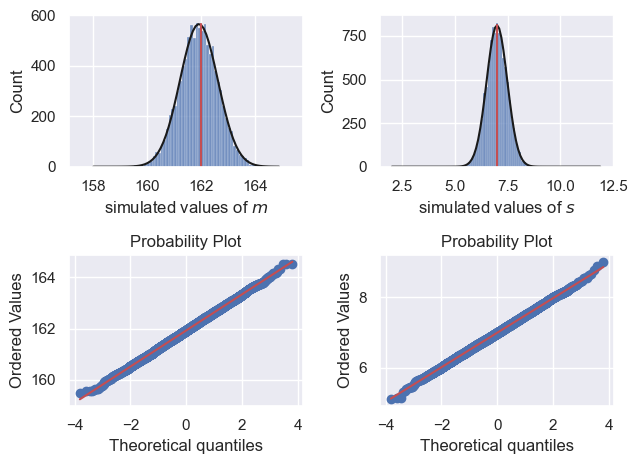 600
400
200
0
Count
158 160 162 164
simulated values of m
750
500
250
0
Count
2.5 5.0 7.5 10.0 12.5
simulated values of s
Probability Plot
164
162
160
Ordered Values
−4 −2 0 2 4
Theoretical quantiles
Probability Plot
8
6
Ordered Values
−4 −2 0 2 4
Theoretical quantiles